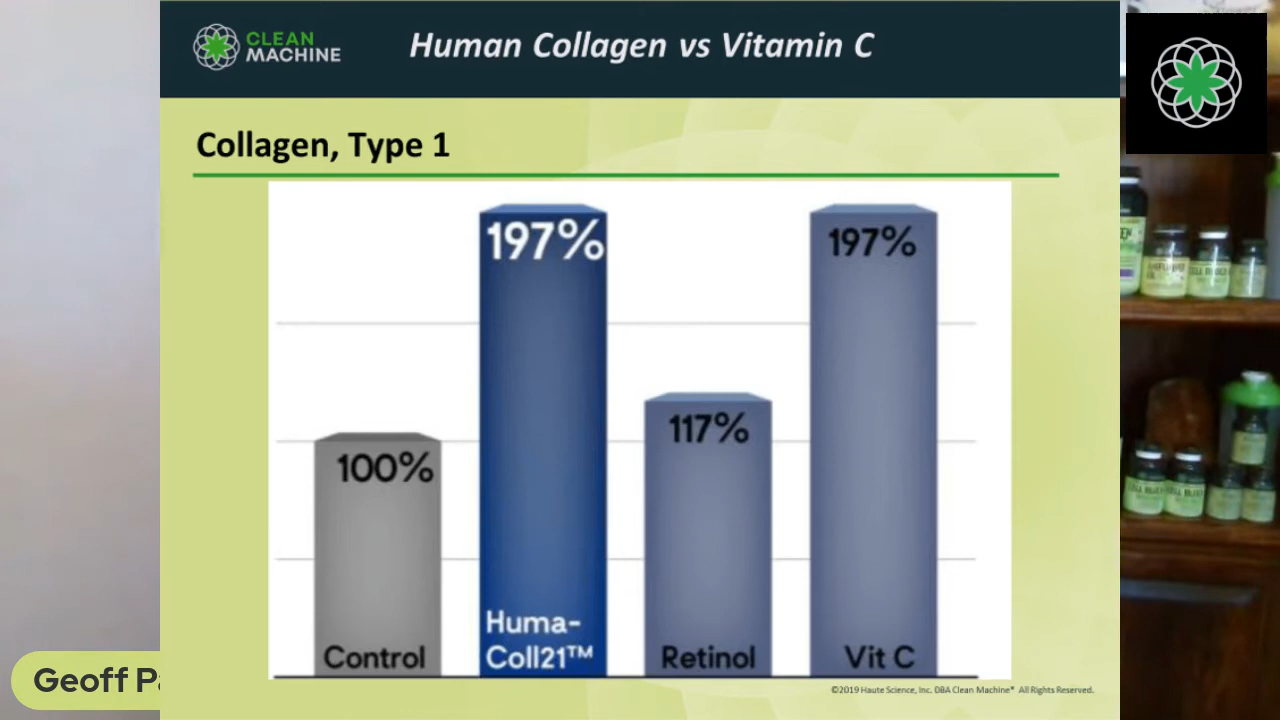 CLEAN
MACHINE
Human Collagen vs Vitamin C
Collagen, Type 1
197%
197%
117%
100%
Huma-
Coll21™
Control
Retinol
Vit C
©2019 Haute Science, Inc. DBA Clean Machine® All Rights Reserved.
Geoff Pa